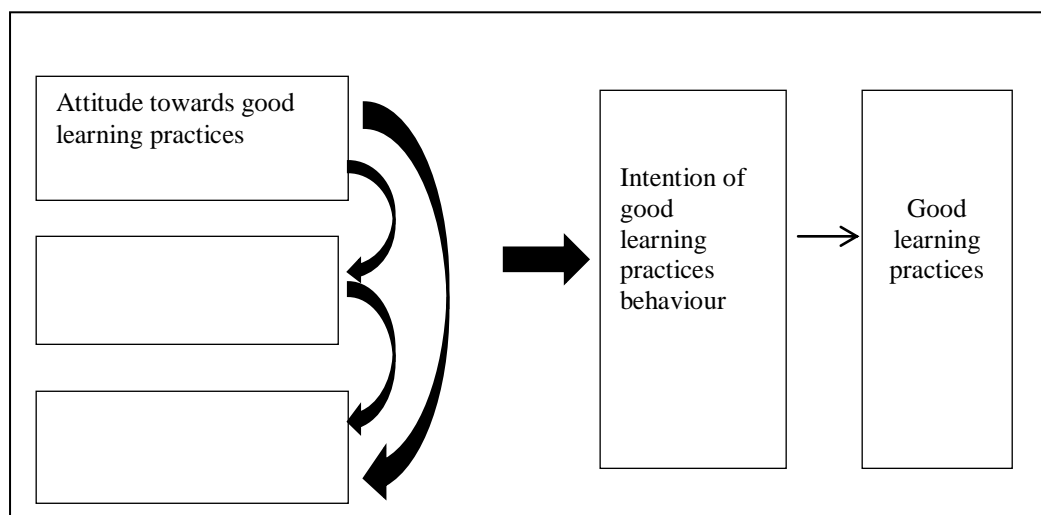 Attitude towards good
learning practices
Intention of
good
learning
practices
behaviour
Good
learning
practices